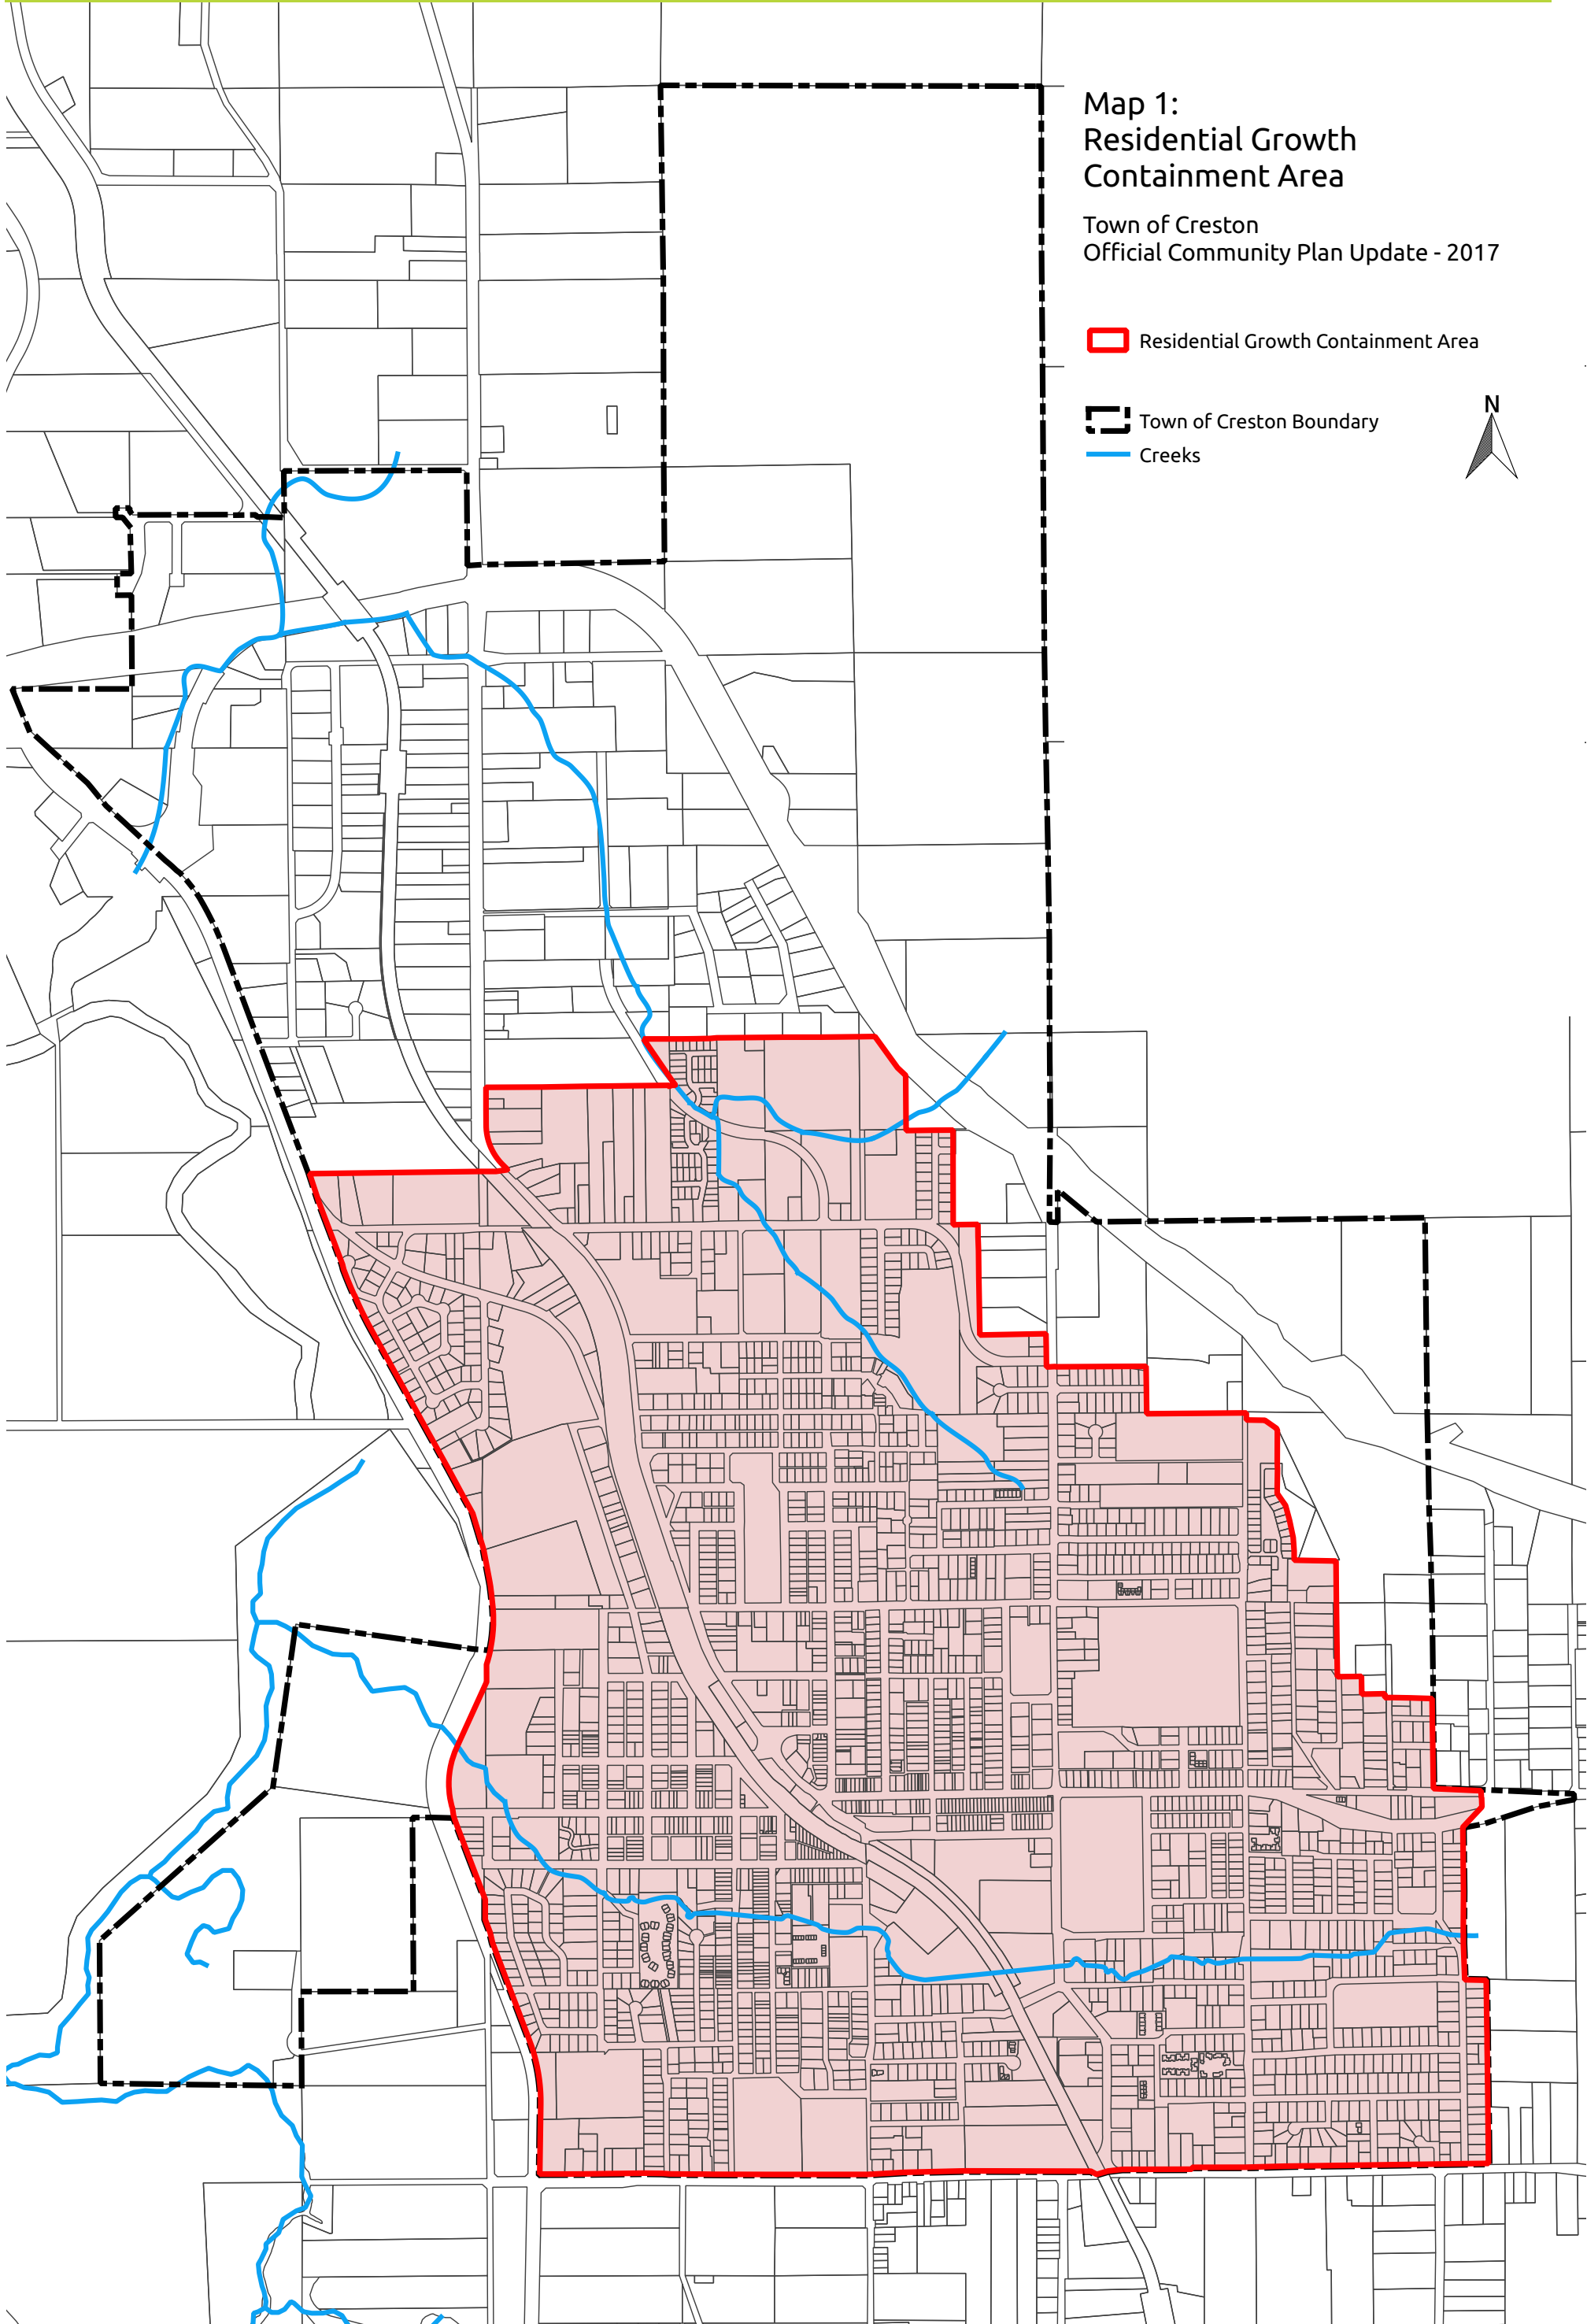 Map 1:
Residential Growth
Containment Area
Town of Creston
Official Community Plan Update - 2017
Residential Growth Containment Area
Town of Creston Boundary
Creeks
N